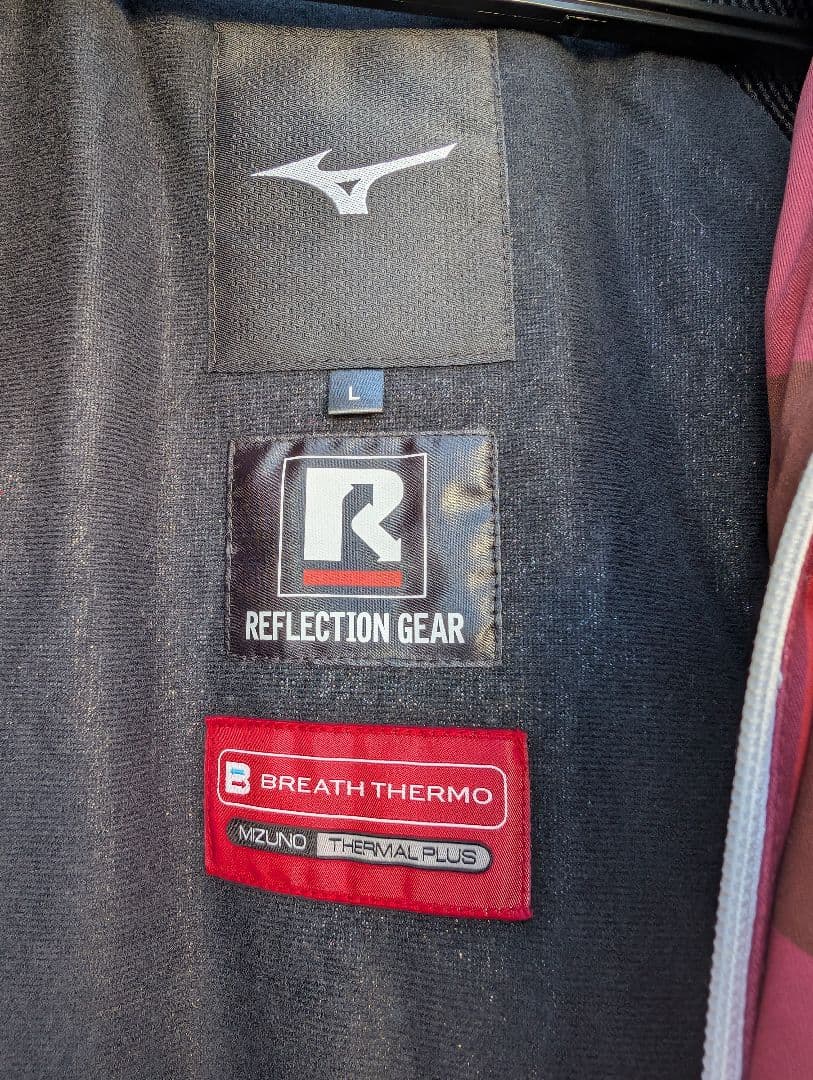 L
R
REFLECTION GEAR
B BREATH THERMO
MIZUNO THERMAL PLUS